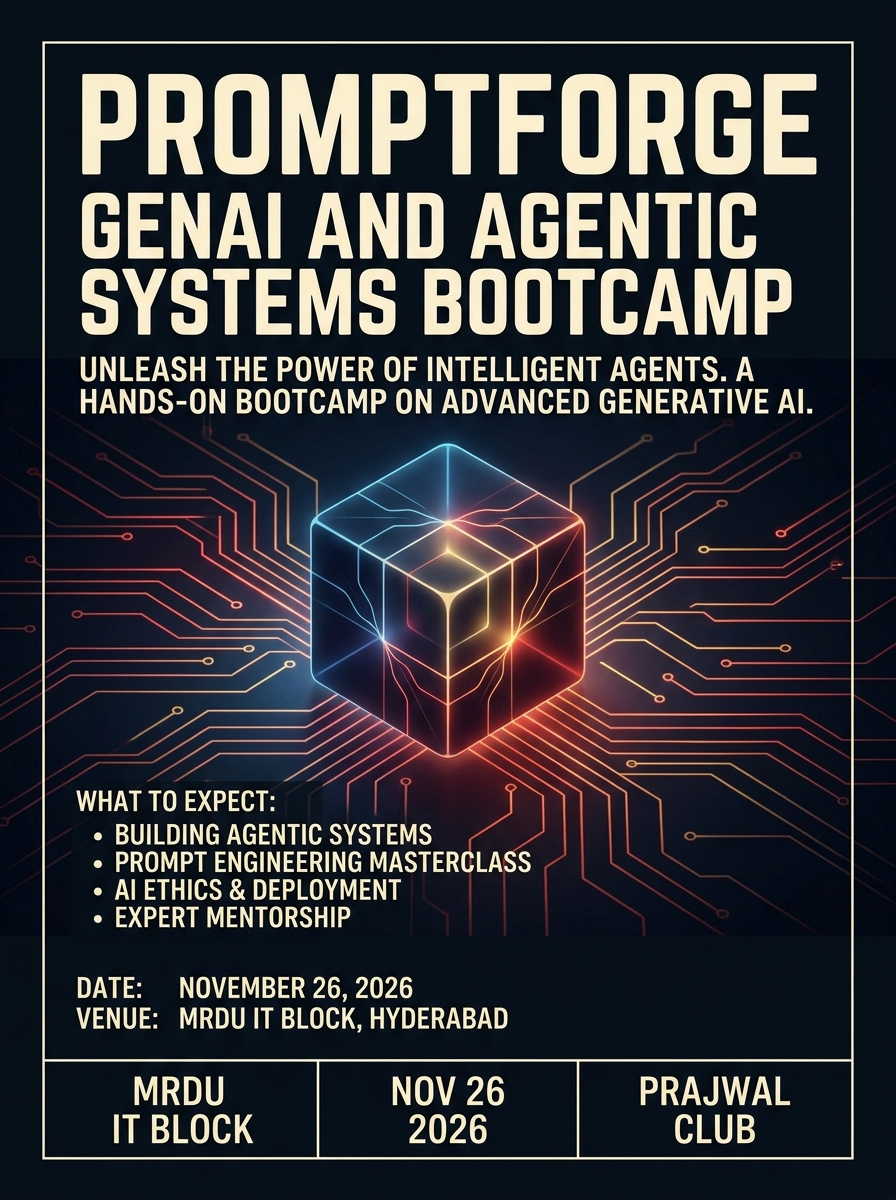 PROMPTFORGE
GENAI AND AGENTIC
SYSTEMS BOOTCAMP
UNLEASH THE POWER OF INTELLIGENT AGENTS. A
HANDS-ON BOOTCAMP ON ADVANCED GENERATIVE AI.
WHAT TO EXPECT:
• BUILDING AGENTIC SYSTEMS
• PROMPT ENGINEERING MASTERCLASS
• AI ETHICS & DEPLOYMENT
• EXPERT MENTORSHIP
DATE: NOVEMBER 26, 2026
VENUE: MRDU IT BLOCK, HYDERABAD
MRDU
IT BLOCK
NOV 26
2026
PRAJWAL
CLUB